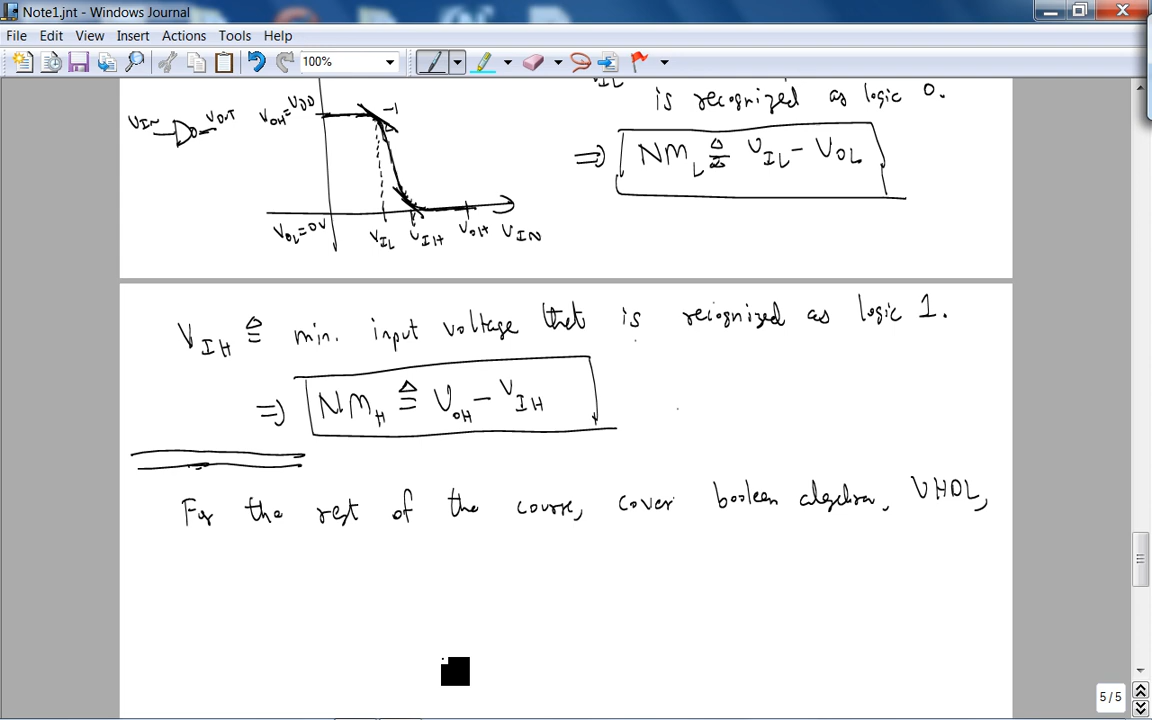 Note1.jnt - Windows Journal
File Edit View Insert Actions Tools Help
100%
VIL
is recognized as logic 0.
VIN VOUT VOH=VDD -1
⇒ NML ≜ VIL - VOL
VOL=0V VIL VIH VOH VIN
VIH ≜ min. input voltage that is recognized as logic 1.
⇒ NMH ≜ VOH - VIH
For the rest of the course, cover boolean algebra, VHDL,
5/5